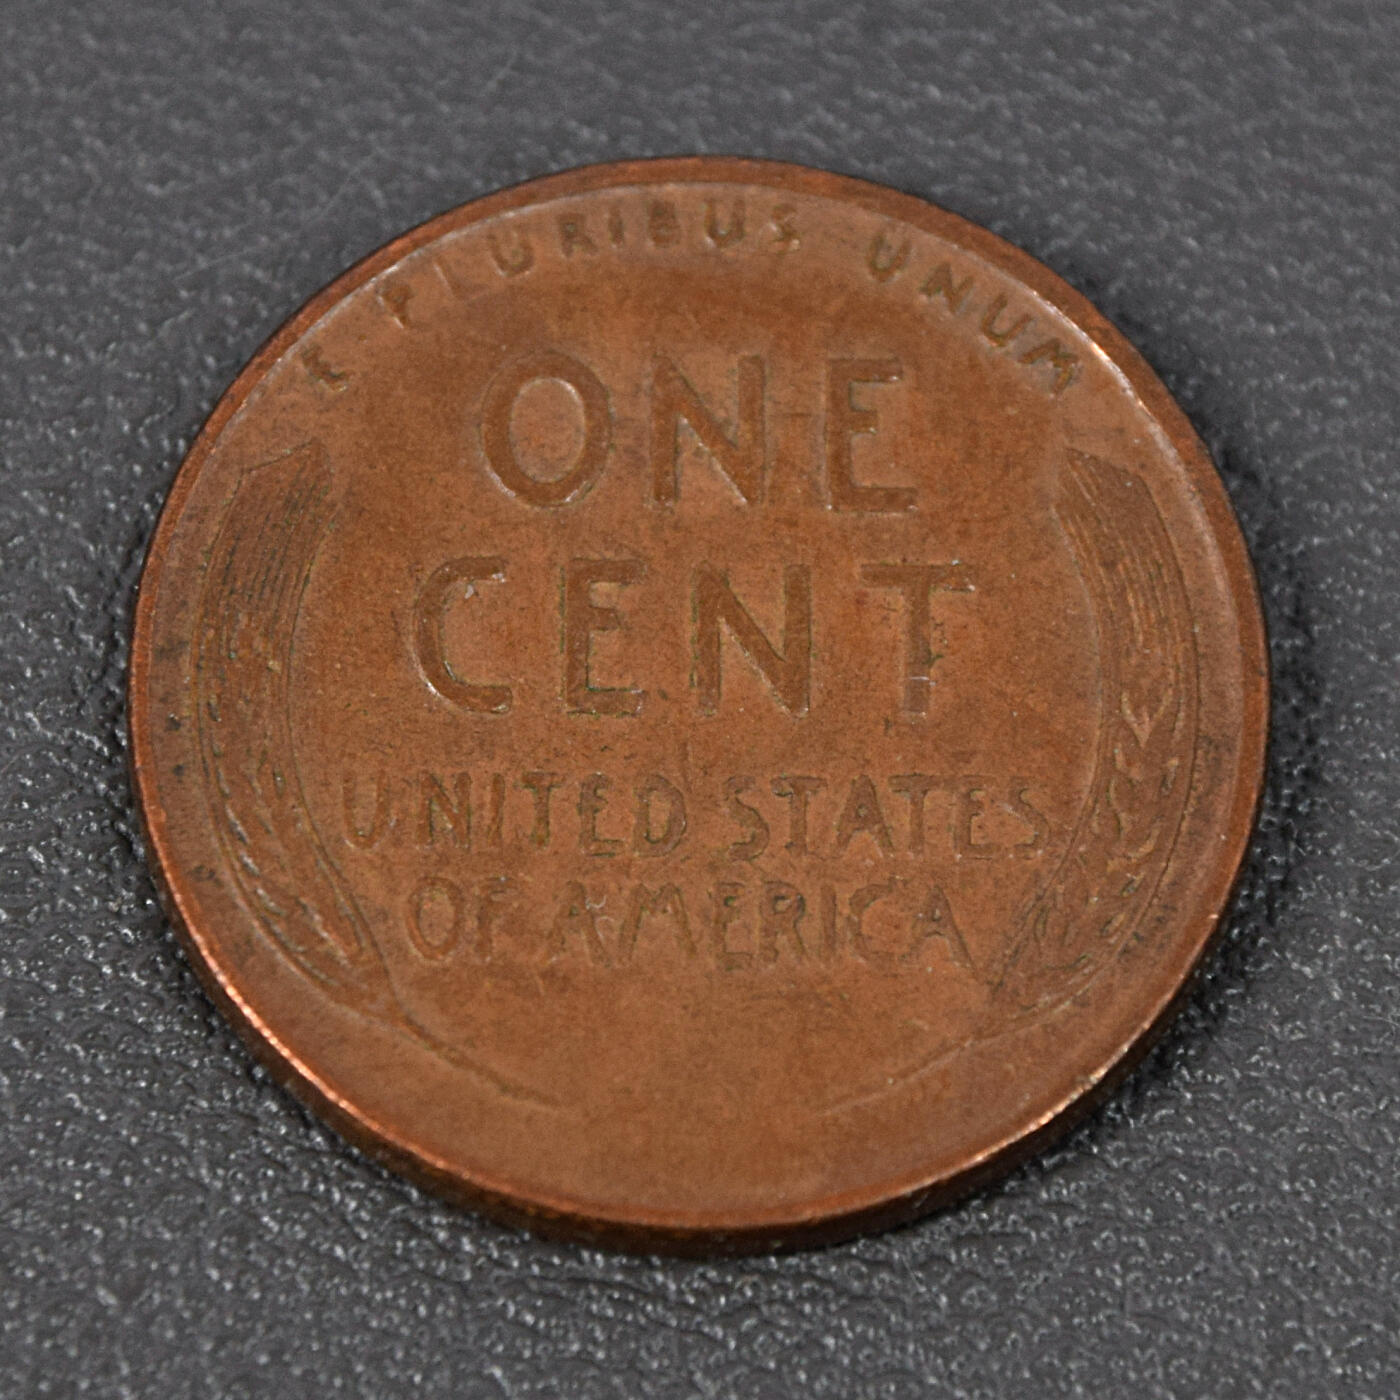 E PLURIBUS UNUM
ONE
CENT
UNITED STATES
OF AMERICA